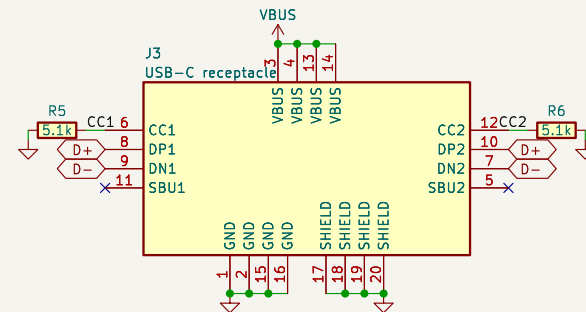 VBUS
J3
USB-C receptacle
3 4 13 14
VBUS VBUS VBUS VBUS
R5
5.1k
CC1 6 CC1
D+ 8 DP1
D- 9 DN1
11 SBU1
R6
5.1k
CC2 12 CC2
DP2 10 D+
DN2 7 D-
SBU2 5
GND GND GND GND
1 2 15 16
SHIELD SHIELD SHIELD SHIELD
17 18 19 20